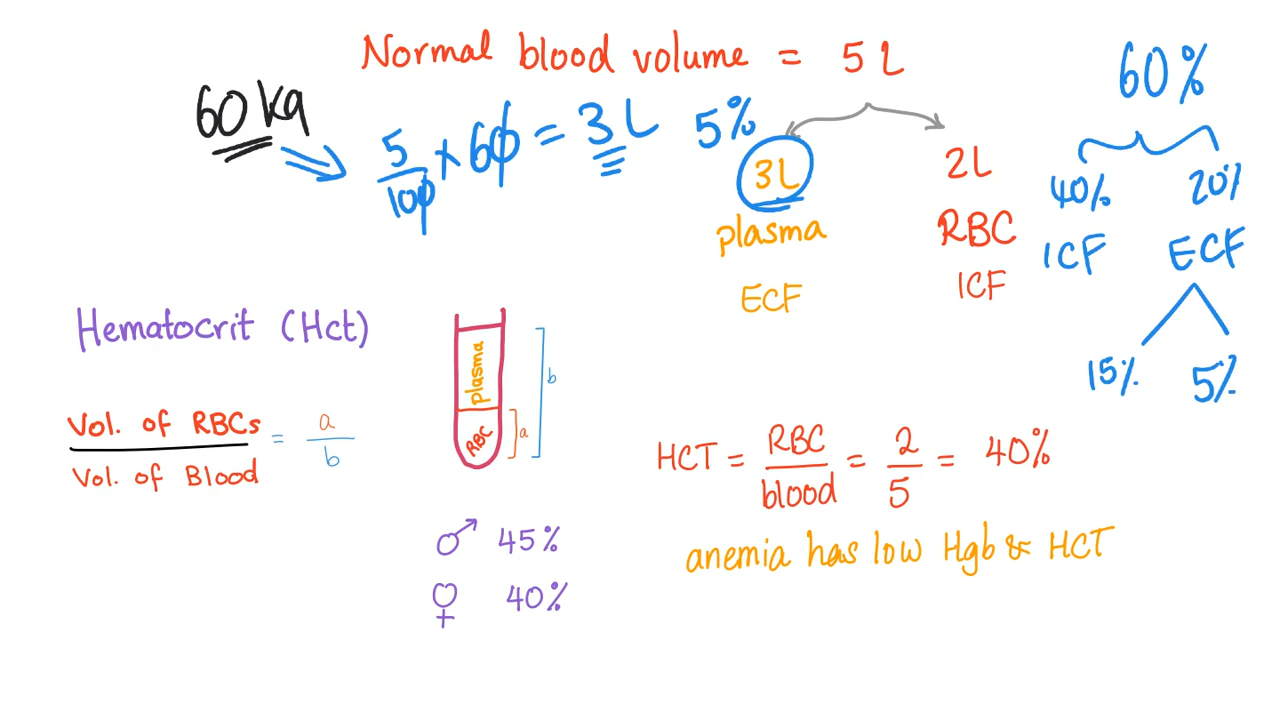 Normal blood volume = 5 L
60 kg
5/100 × 60 = 3 L
5%
3L
plasma
ECF
2L
RBC
ICF
60%
40%
ICF
20%
ECF
15%
5%
Hematocrit (Hct)
Vol. of RBCs
Vol. of Blood
= a/b
plasma
RBC
a
b
♂ 45%
♀ 40%
HCT = RBC/blood = 2/5 = 40%
anemia has low Hgb & HCT